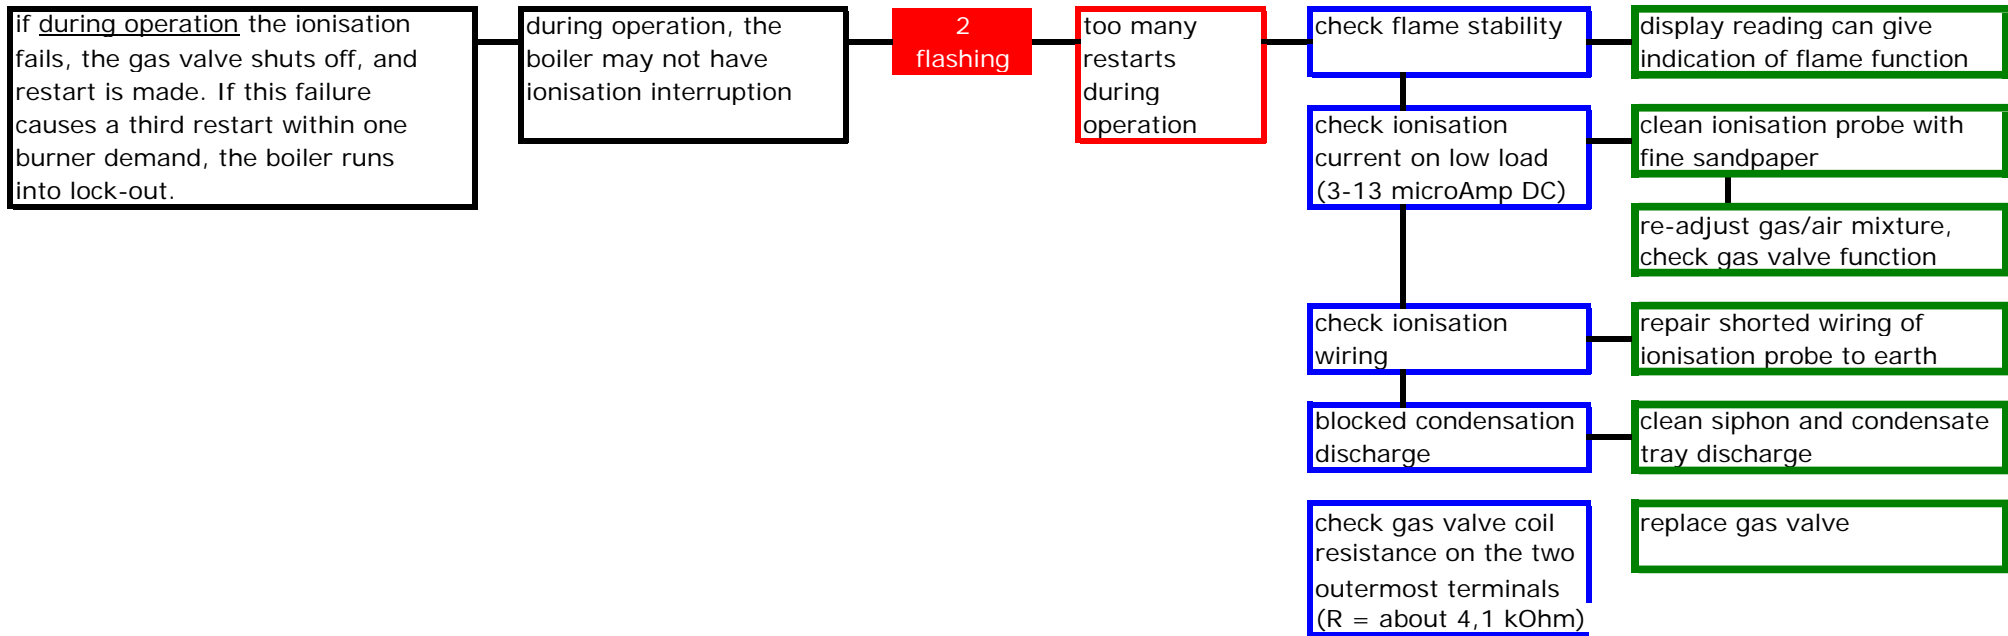 if during operation the ionisation
fails, the gas valve shuts off, and
restart is made. If this failure
causes a third restart within one
burner demand, the boiler runs
into lock-out.
during operation, the
boiler may not have
ionisation interruption
2
flashing
too many
restarts
during
operation
check flame stability
display reading can give
indication of flame function
check ionisation
current on low load
(3-13 microAmp DC)
clean ionisation probe with
fine sandpaper
re-adjust gas/air mixture,
check gas valve function
check ionisation
wiring
repair shorted wiring of
ionisation probe to earth
blocked condensation
discharge
clean siphon and condensate
tray discharge
check gas valve coil
resistance on the two
outermost terminals
(R = about 4,1 kOhm)
replace gas valve